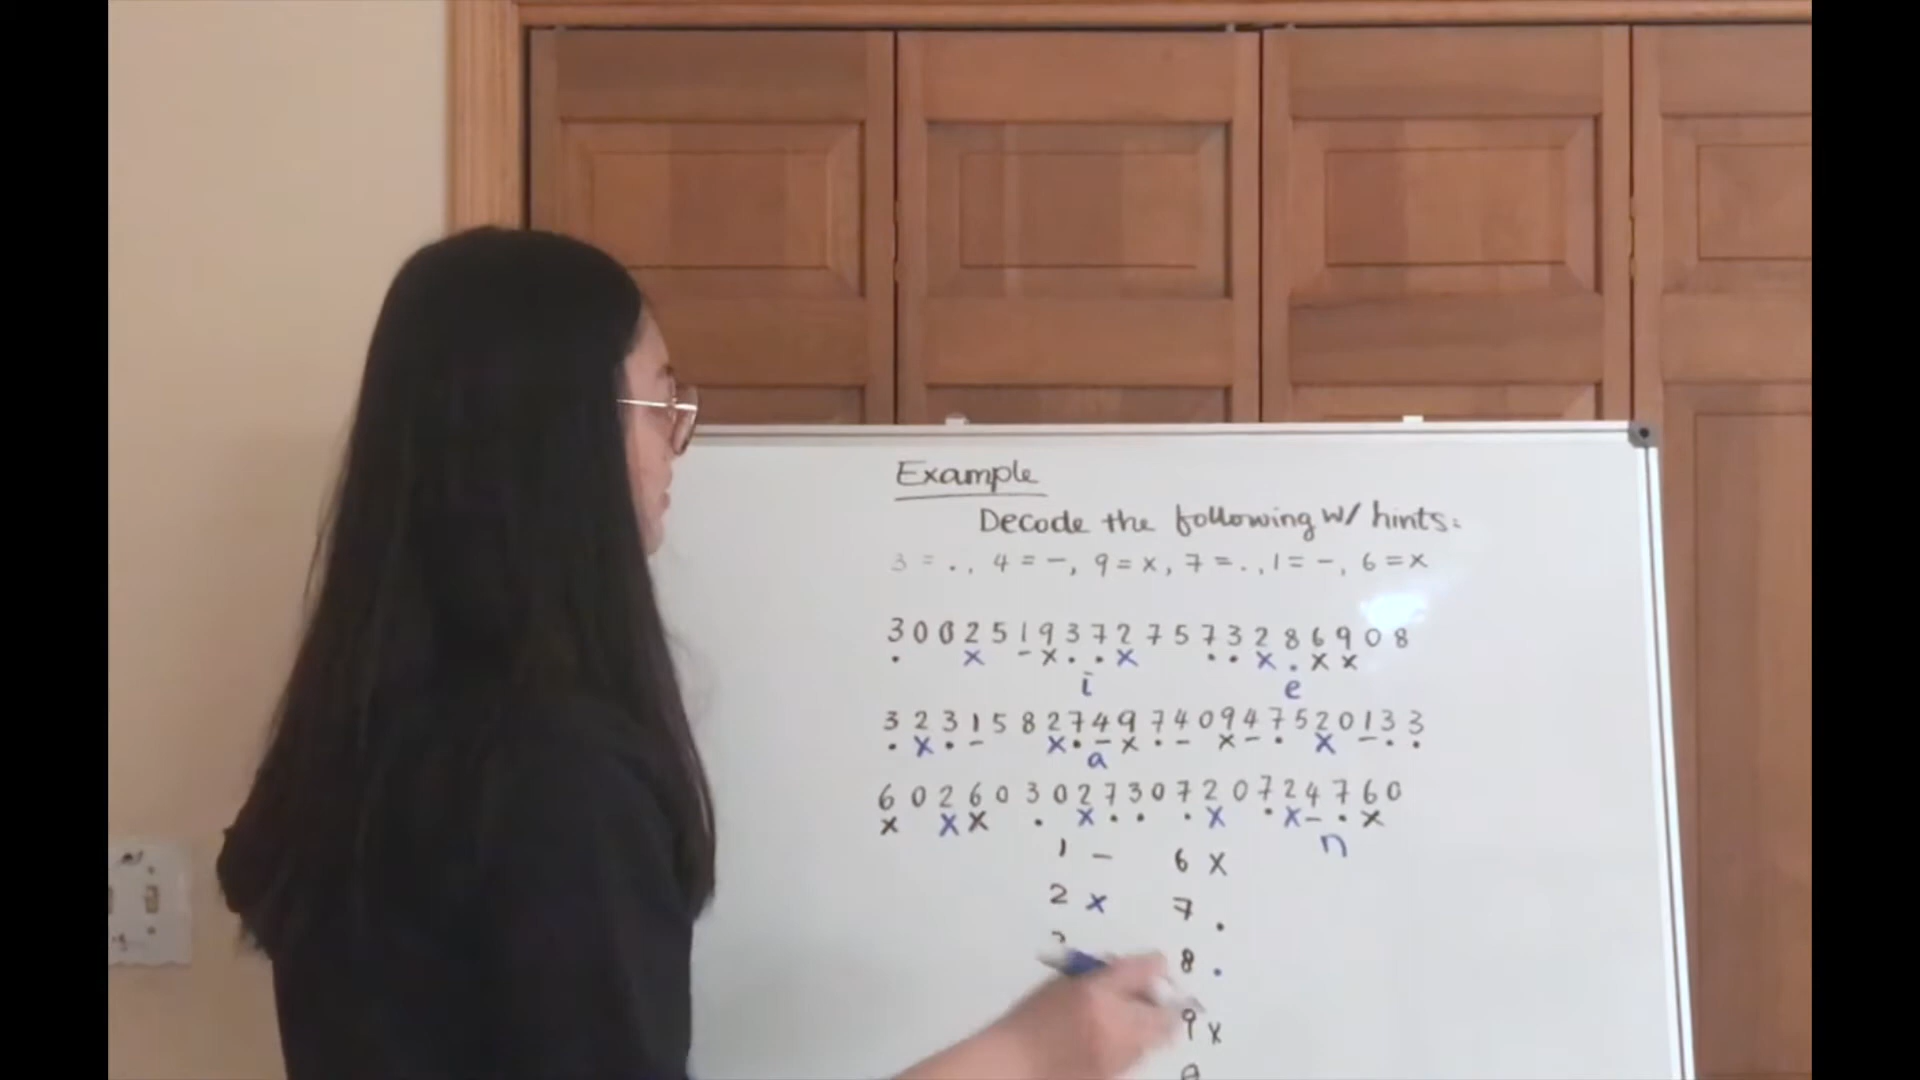 Example
Decode the following w/ hints:
3 = ., 4 = –, 9 = x, 7 = ., 1 = –, 6 = x
3 0 0 2 5 1 9 3 7 2 7 5 7 3 2 8 6 9 0 8
. x – x . . x . . x . x x
i e
3 2 3 1 5 8 2 7 4 9 7 4 0 9 4 7 5 2 0 1 3 3
. x . – x . – x . – x – . x – . .
a
6 0 2 6 0 3 0 2 7 3 0 7 2 0 7 2 4 7 6 0
x x x . x . . . x . x – . x
n
1 – 6 x
2 x 7 .
8 .
9 x